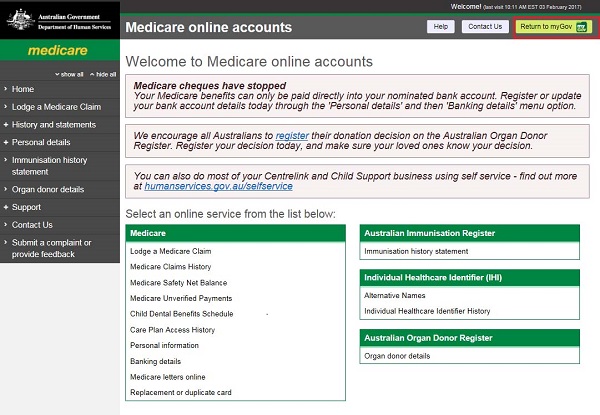 Australian Government
Department of Human Services
medicare
show all hide all
Home
Lodge a Medicare Claim
History and statements
Personal details
Immunisation history
statement
Organ donor details
Support
Contact Us
Submit a complaint or
provide feedback
Welcome! (last visit 10:11 AM EST 03 February 2017)
Medicare online accounts
Help
Contact Us
Return to myGov
Welcome to Medicare online accounts
Medicare cheques have stopped
Your Medicare benefits can only be paid directly into your nominated bank account. Register or update
your bank account details today through the 'Personal details' and then 'Banking details' menu option.
We encourage all Australians to register their donation decision on the Australian Organ Donor
Register. Register your decision today, and make sure your loved ones know your decision.
You can also do most of your Centrelink and Child Support business using self service - find out more
at humanservices.gov.au/selfservice
Select an online service from the list below:
Medicare
Lodge a Medicare Claim
Medicare Claims History
Medicare Safety Net Balance
Medicare Unverified Payments
Child Dental Benefits Schedule -
Care Plan Access History
Personal information
Banking details
Medicare letters online
Replacement or duplicate card
Australian Immunisation Register
Immunisation history statement
Individual Healthcare Identifier (IHI)
Alternative Names
Individual Healthcare Identifier History
Australian Organ Donor Register
Organ donor details